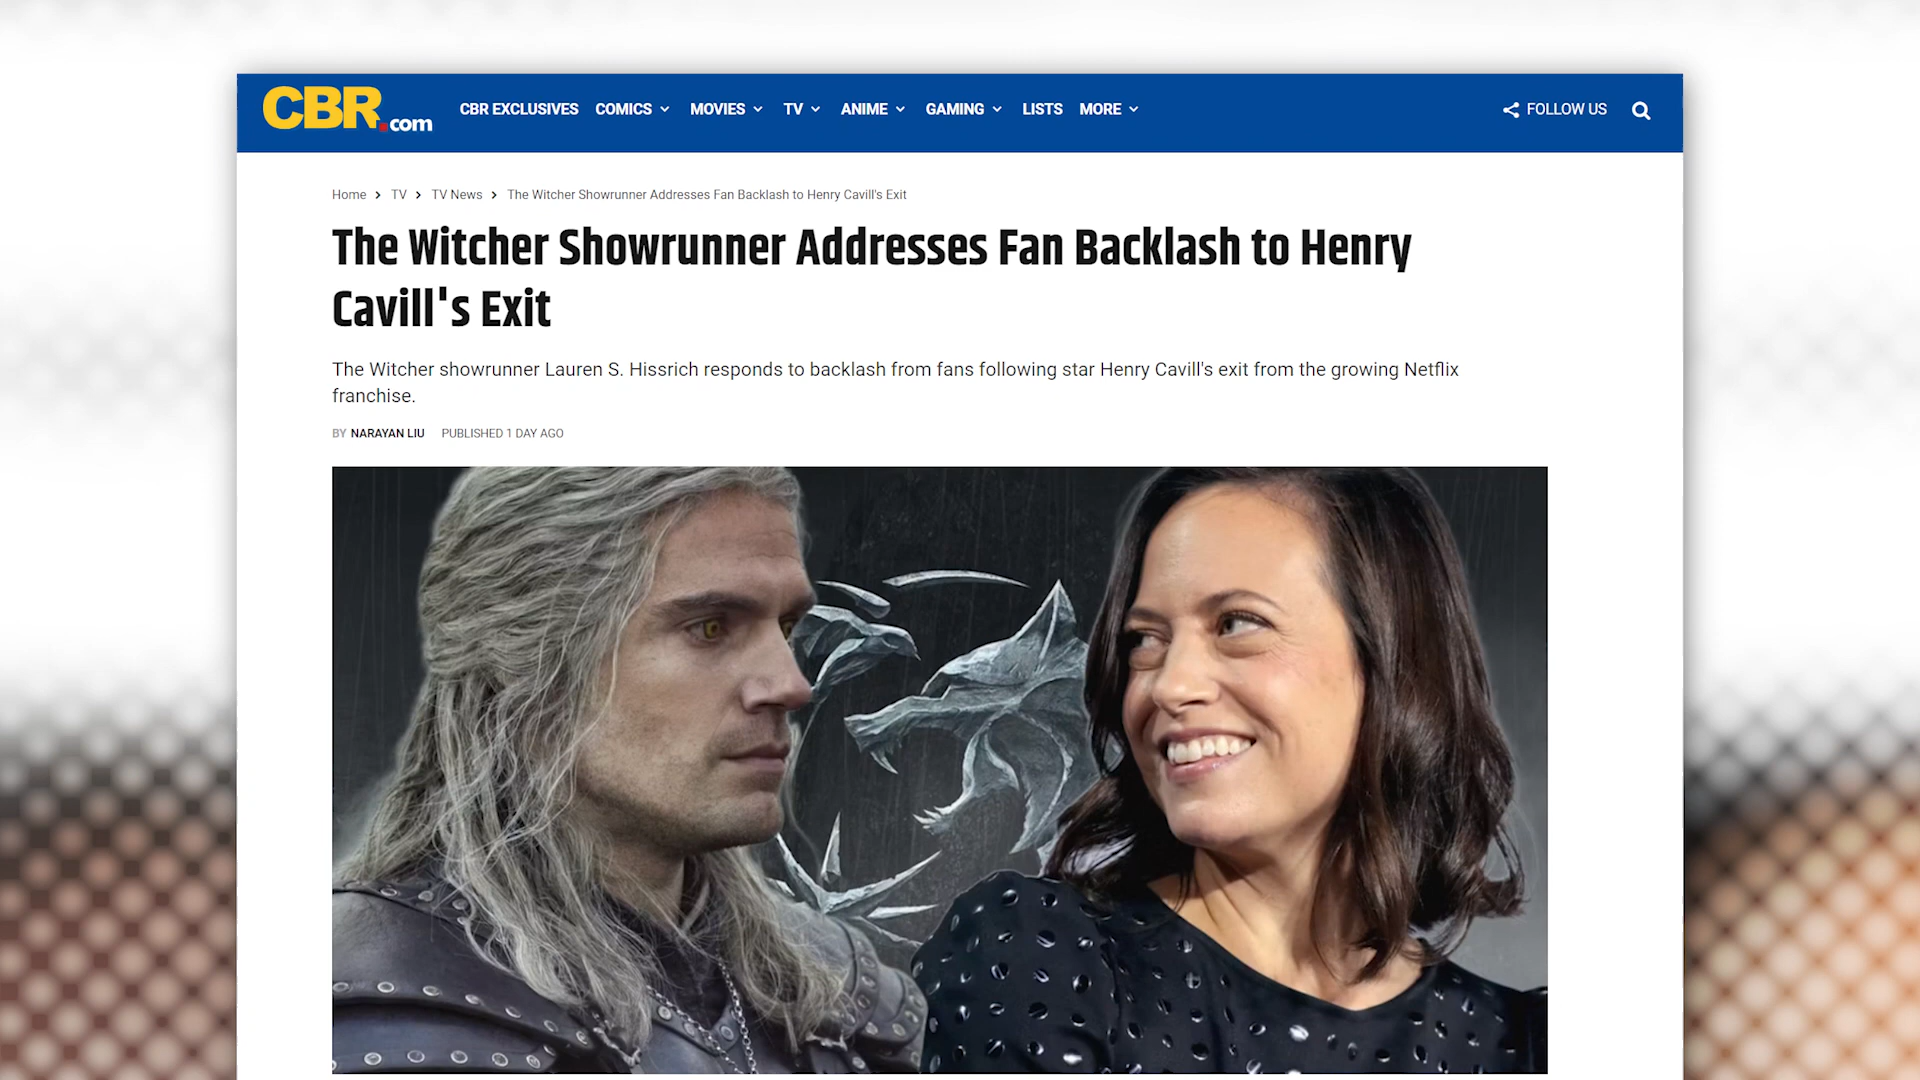 CBR.com CBR EXCLUSIVES COMICS MOVIES TV ANIME GAMING LISTS MORE FOLLOW US
Home > TV > TV News > The Witcher Showrunner Addresses Fan Backlash to Henry Cavill's Exit
The Witcher Showrunner Addresses Fan Backlash to Henry
Cavill's Exit
The Witcher showrunner Lauren S. Hissrich responds to backlash from fans following star Henry Cavill's exit from the growing Netflix
franchise.
BY NARAYAN LIU PUBLISHED 1 DAY AGO